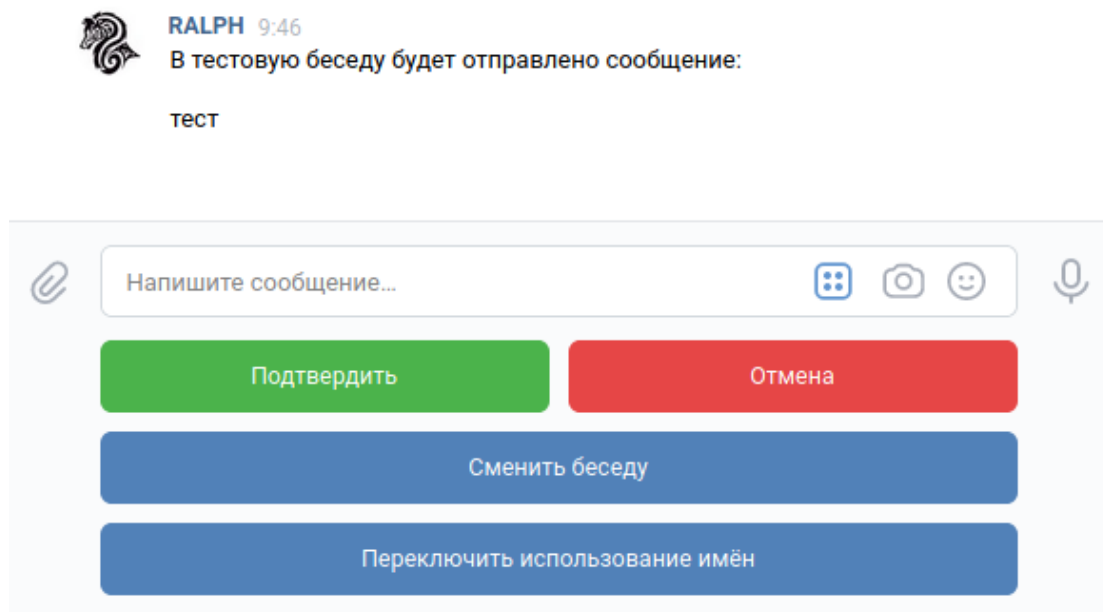 RALPH 9:46
В тестовую беседу будет отправлено сообщение:
тест
Напишите сообщение...
Подтвердить Отмена
Сменить беседу
Переключить использование имён